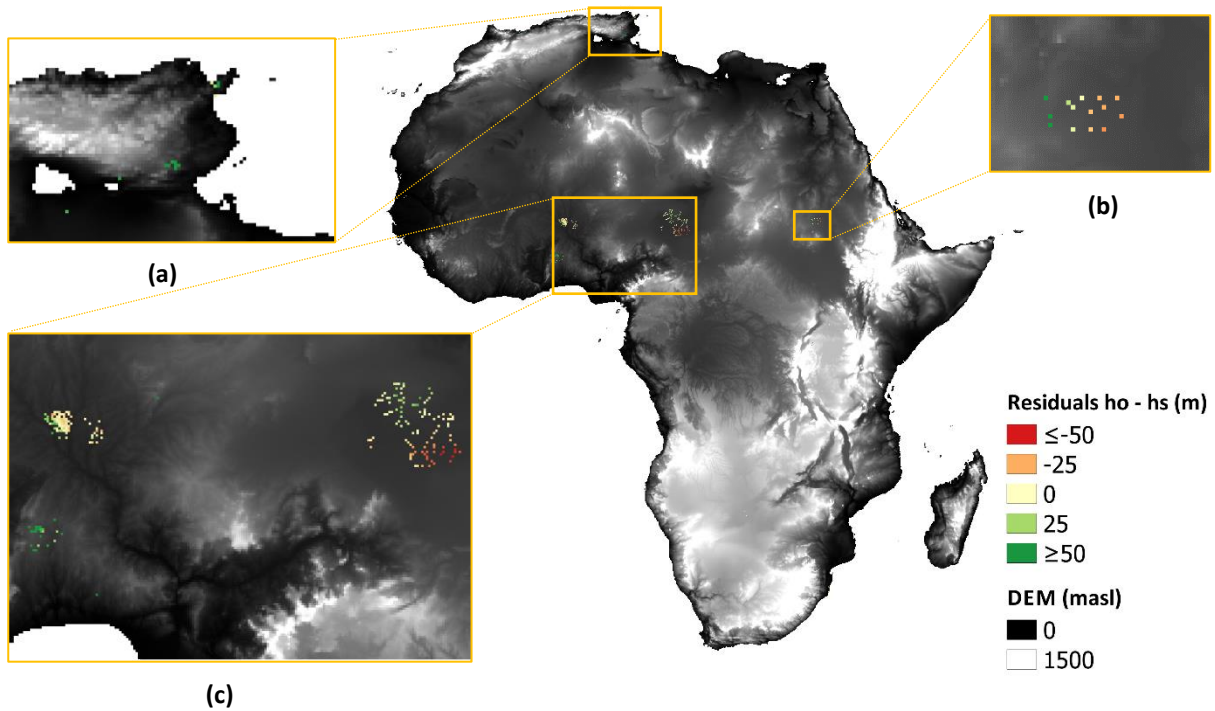 (a)
(b)
(c)
Residuals ho - hs (m)
≤-50
-25
0
25
≥50
DEM (masl)
0
1500